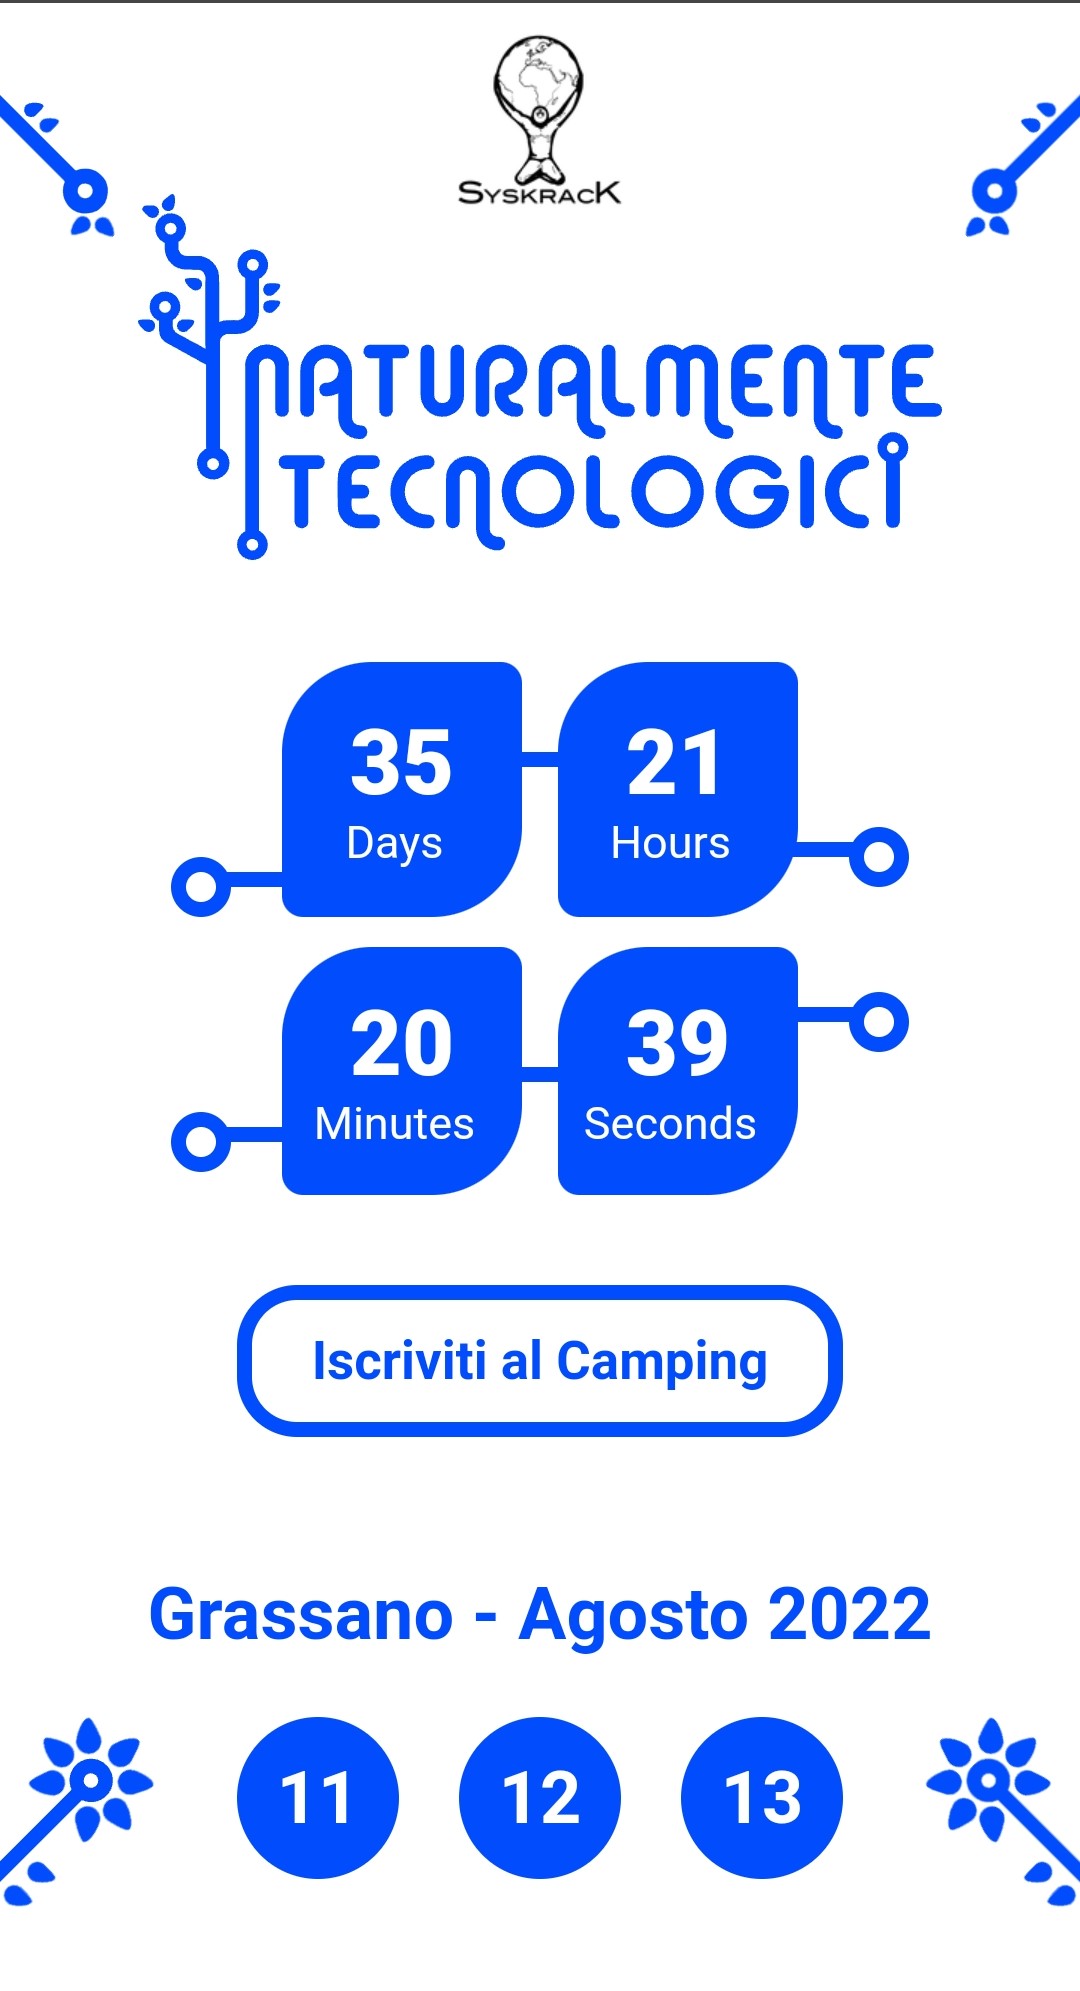 SYSKRACK
NATURALMENTE
TECNOLOGICI
35 21
Days Hours
20 39
Minutes Seconds
Iscriviti al Camping
Grassano - Agosto 2022
11 12 13